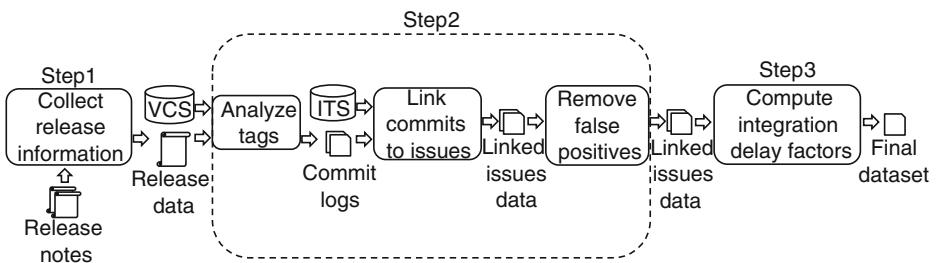 Step2
Step1
Collect
release
information
Release
notes
VCS
Release
data
Analyze
tags
ITS
Commit
logs
Link
commits
to issues
Linked
issues
data
Remove
false
positives
Linked
issues
data
Step3
Compute
integration
delay factors
Final
dataset